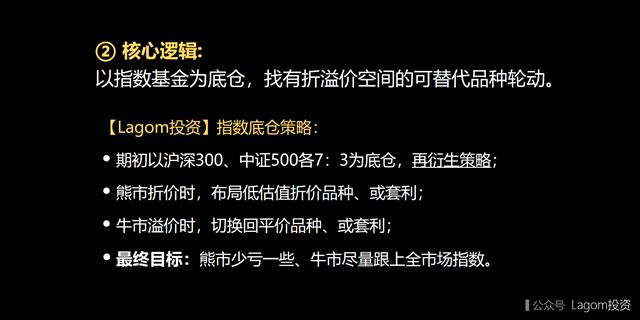 ② 核心逻辑:
以指数基金为底仓，找有折溢价空间的可替代品种轮动。
【Lagom投资】指数底仓策略：
• 期初以沪深300、中证500各7：3为底仓，再衍生策略；
• 熊市折价时，布局低估值折价品种、或套利；
• 牛市溢价时，切换回平价品种、或套利；
• 最终目标：熊市少亏一些、牛市尽量跟上全市场指数。
公众号 Lagom投资